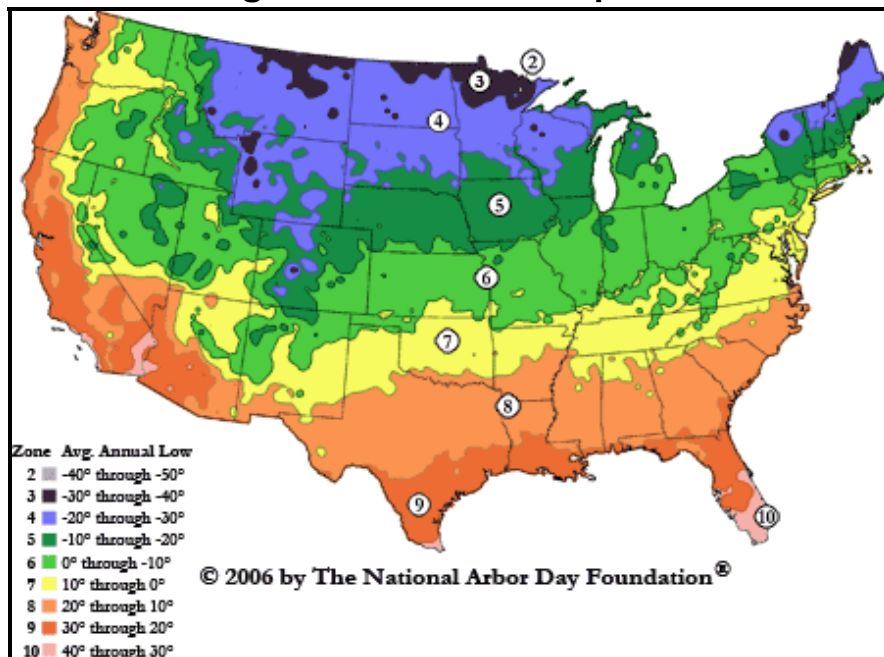 2
3
4
5
6
7
8
9
10
Zone Avg. Annual Low
2 -40° through -50°
3 -30° through -40°
4 -20° through -30°
5 -10° through -20°
6 0° through -10°
7 10° through 0°
8 20° through 10°
9 30° through 20°
10 40° through 30°
© 2006 by The National Arbor Day Foundation®